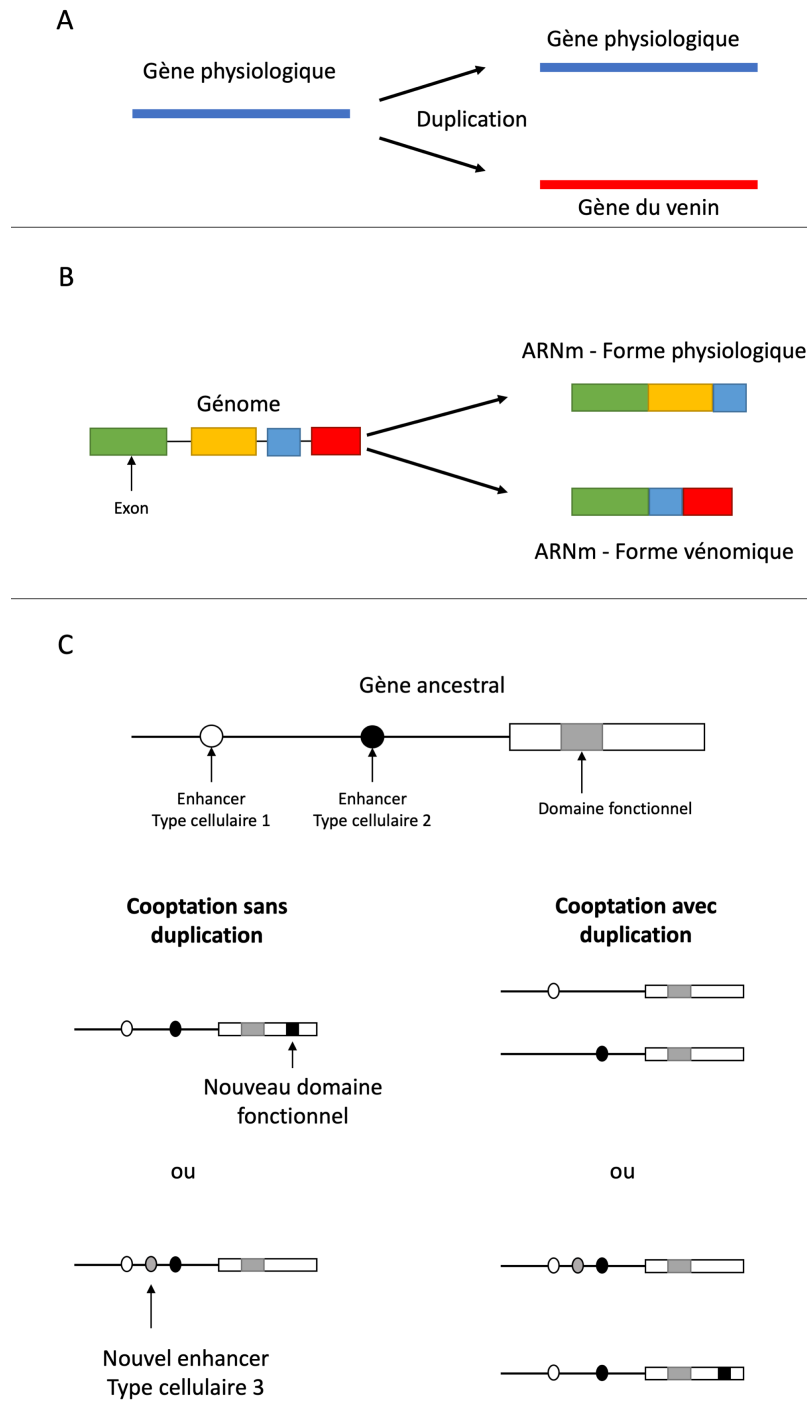 A
Gène physiologique
Gène physiologique
Duplication
Gène du venin
B
ARNm - Forme physiologique
Génome
Exon
ARNm - Forme vénomique
C
Gène ancestral
Enhancer
Type cellulaire 1
Enhancer
Type cellulaire 2
Domaine fonctionnel
Cooptation sans
duplication
Cooptation avec
duplication
Nouveau domaine
fonctionnel
ou
ou
Nouvel enhancer
Type cellulaire 3